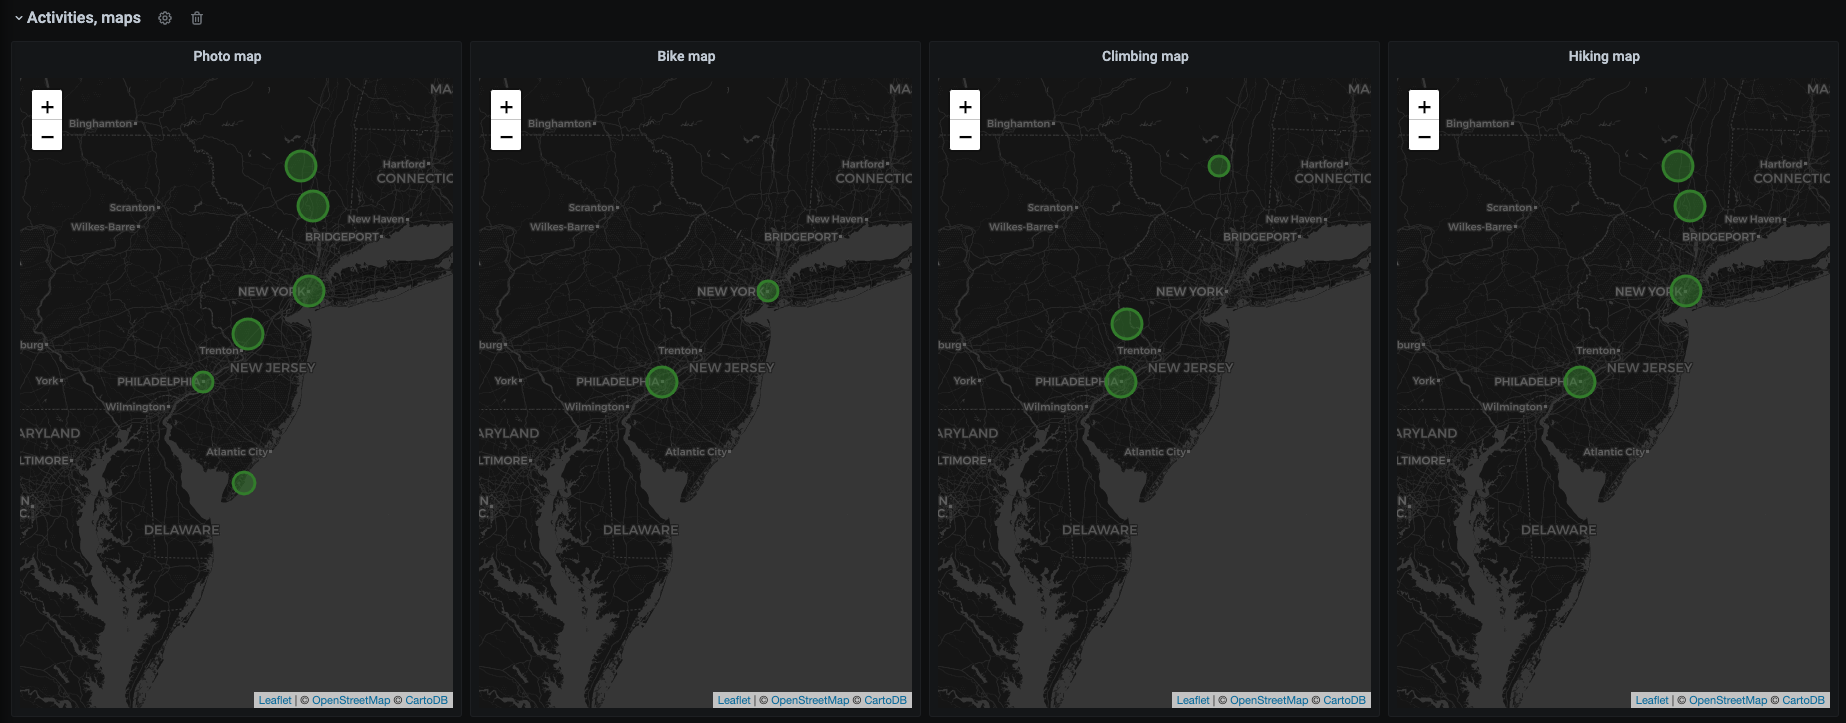 Activities, maps
Photo map
+
−
MA
Binghamton
Hartford
CONNECTIC
Scranton
New Haven
Wilkes-Barre
BRIDGEPORT
NEW YORK
burg
Trenton
NEW JERSEY
York
PHILADELPHIA
Wilmington
ARYLAND
Atlantic City
LTIMORE
N
C.
DELAWARE
Leaflet | © OpenStreetMap © CartoDB
Bike map
+
−
MA
Binghamton
Hartford
CONNECTIC
Scranton
New Haven
Wilkes-Barre
BRIDGEPORT
NEW YORK
burg
Trenton
NEW JERSEY
York
PHILADELPHIA
Wilmington
ARYLAND
Atlantic City
LTIMORE
N
C.
DELAWARE
Leaflet | © OpenStreetMap © CartoDB
Climbing map
+
−
MA
Binghamton
Hartford
CONNECTIC
Scranton
New Haven
Wilkes-Barre
BRIDGEPORT
NEW YORK
burg
Trenton
NEW JERSEY
York
PHILADELPHIA
Wilmington
ARYLAND
Atlantic City
LTIMORE
N
C.
DELAWARE
Leaflet | © OpenStreetMap © CartoDB
Hiking map
+
−
MA
Binghamton
Hartford
CONNECTIC
Scranton
New Haven
Wilkes-Barre
BRIDGEPORT
NEW YORK
burg
Trenton
NEW JERSEY
York
PHILADELPHIA
Wilmington
ARYLAND
Atlantic City
LTIMORE
N
C.
DELAWARE
Leaflet | © OpenStreetMap © CartoDB